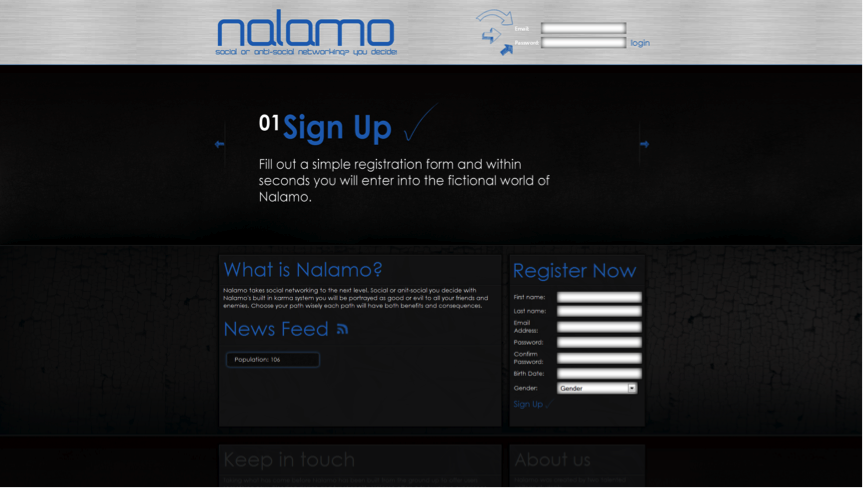 nalamo
social or anti-social networking? you decide!
Email:
Password:
login
01 Sign Up
Fill out a simple registration form and within
seconds you will enter into the fictional world of
Nalamo.
What is Nalamo?
Nalamo takes social networking to the next level. Social or anit-social you decide with
Nalamo's built in karma system you will be portrayed as good or evil to all your friends and
enemies. Choose your path wisely each path will have both benefits and consequences.
News Feed
Population: 106
Register Now
First name:
Last name:
Email
Address:
Password:
Confirm
Password:
Birth Date:
Gender:
Gender
Sign Up
Keep in touch
About us